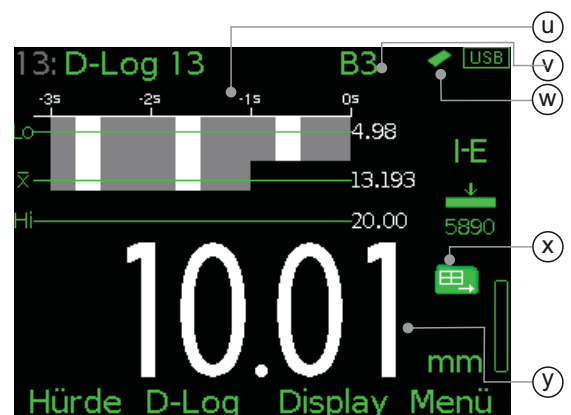 u
13: D-Log 13 B3 USB v
w
-3s -2s -1s 0s
Lo 4.98
I-E
x̅ 13.193
Hi 20.00 5890
x
10.01
mm
y
Hürde D-Log Display Menü